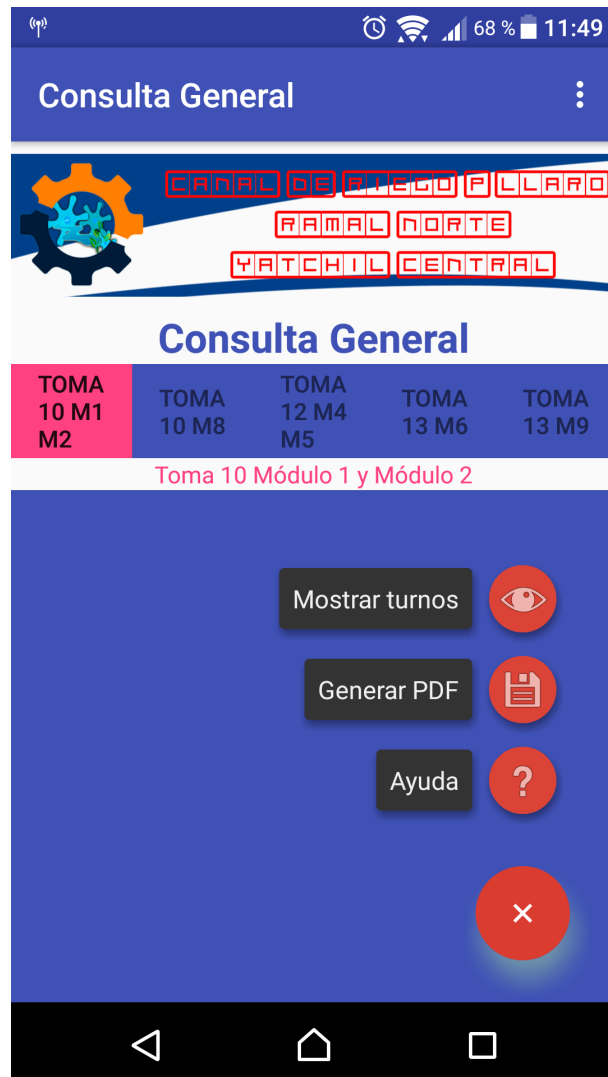 68 % 11:49
Consulta General
CANAL DE RIEGO PLLARO
RAMAL NORTE
YATCHIL CENTRAL
Consulta General
TOMA 10 M1 M2
TOMA 10 M8
TOMA 12 M4 M5
TOMA 13 M6
TOMA 13 M9
Toma 10 Módulo 1 y Módulo 2
Mostrar turnos
Generar PDF
Ayuda
?